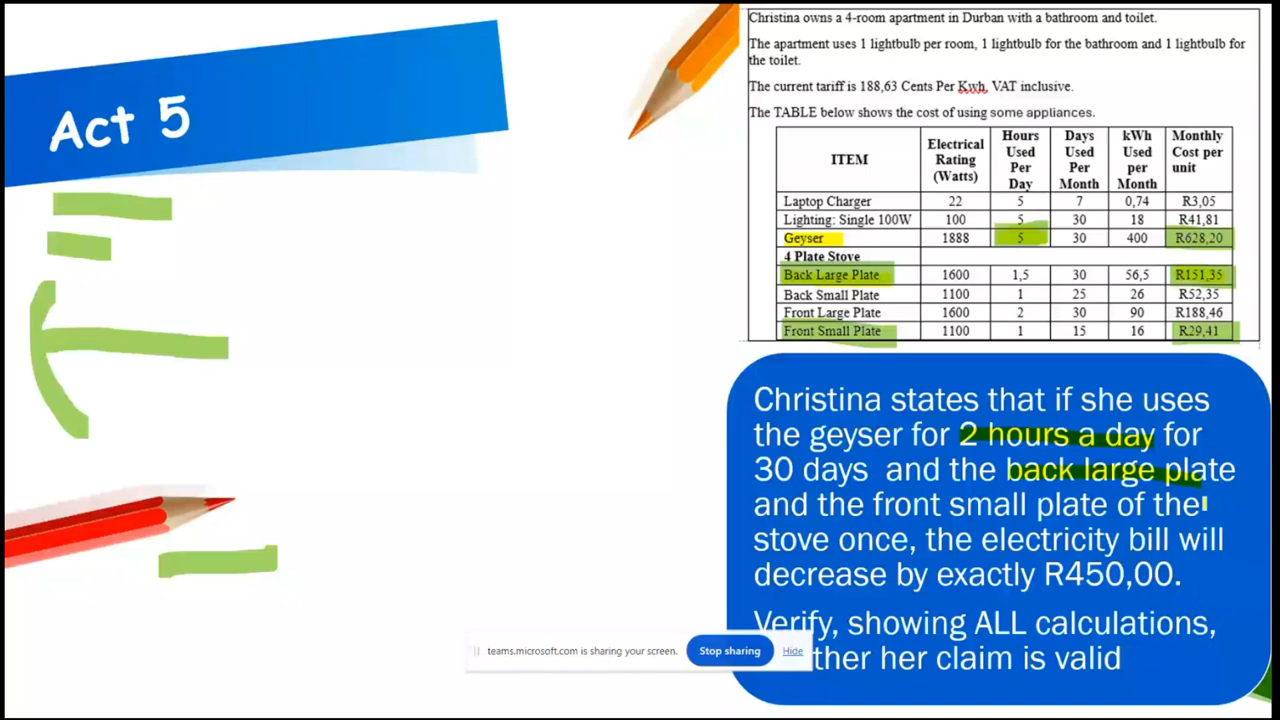 Act 5
Christina owns a 4-room apartment in Durban with a bathroom and toilet.
The apartment uses 1 lightbulb per room, 1 lightbulb for the bathroom and 1 lightbulb for
the toilet.
The current tariff is 188,63 Cents Per Kwh, VAT inclusive.
The TABLE below shows the cost of using some appliances.
ITEM Electrical Rating (Watts) Hours Used Per Day Days Used Per Month kWh Used per Month Monthly Cost per unit
Laptop Charger 22 5 7 0,74 R3,05
Lighting: Single 100W 100 5 30 18 R41,81
Geyser 1888 5 30 400 R628,20
4 Plate Stove
Back Large Plate 1600 1,5 30 56,5 R151,35
Back Small Plate 1100 1 25 26 R52,35
Front Large Plate 1600 2 30 90 R188,46
Front Small Plate 1100 1 15 16 R29,41
Christina states that if she uses
the geyser for 2 hours a day for
30 days and the back large plate
and the front small plate of the
stove once, the electricity bill will
decrease by exactly R450,00.
Verify, showing ALL calculations,
ther her claim is valid
teams.microsoft.com is sharing your screen. Stop sharing Hide